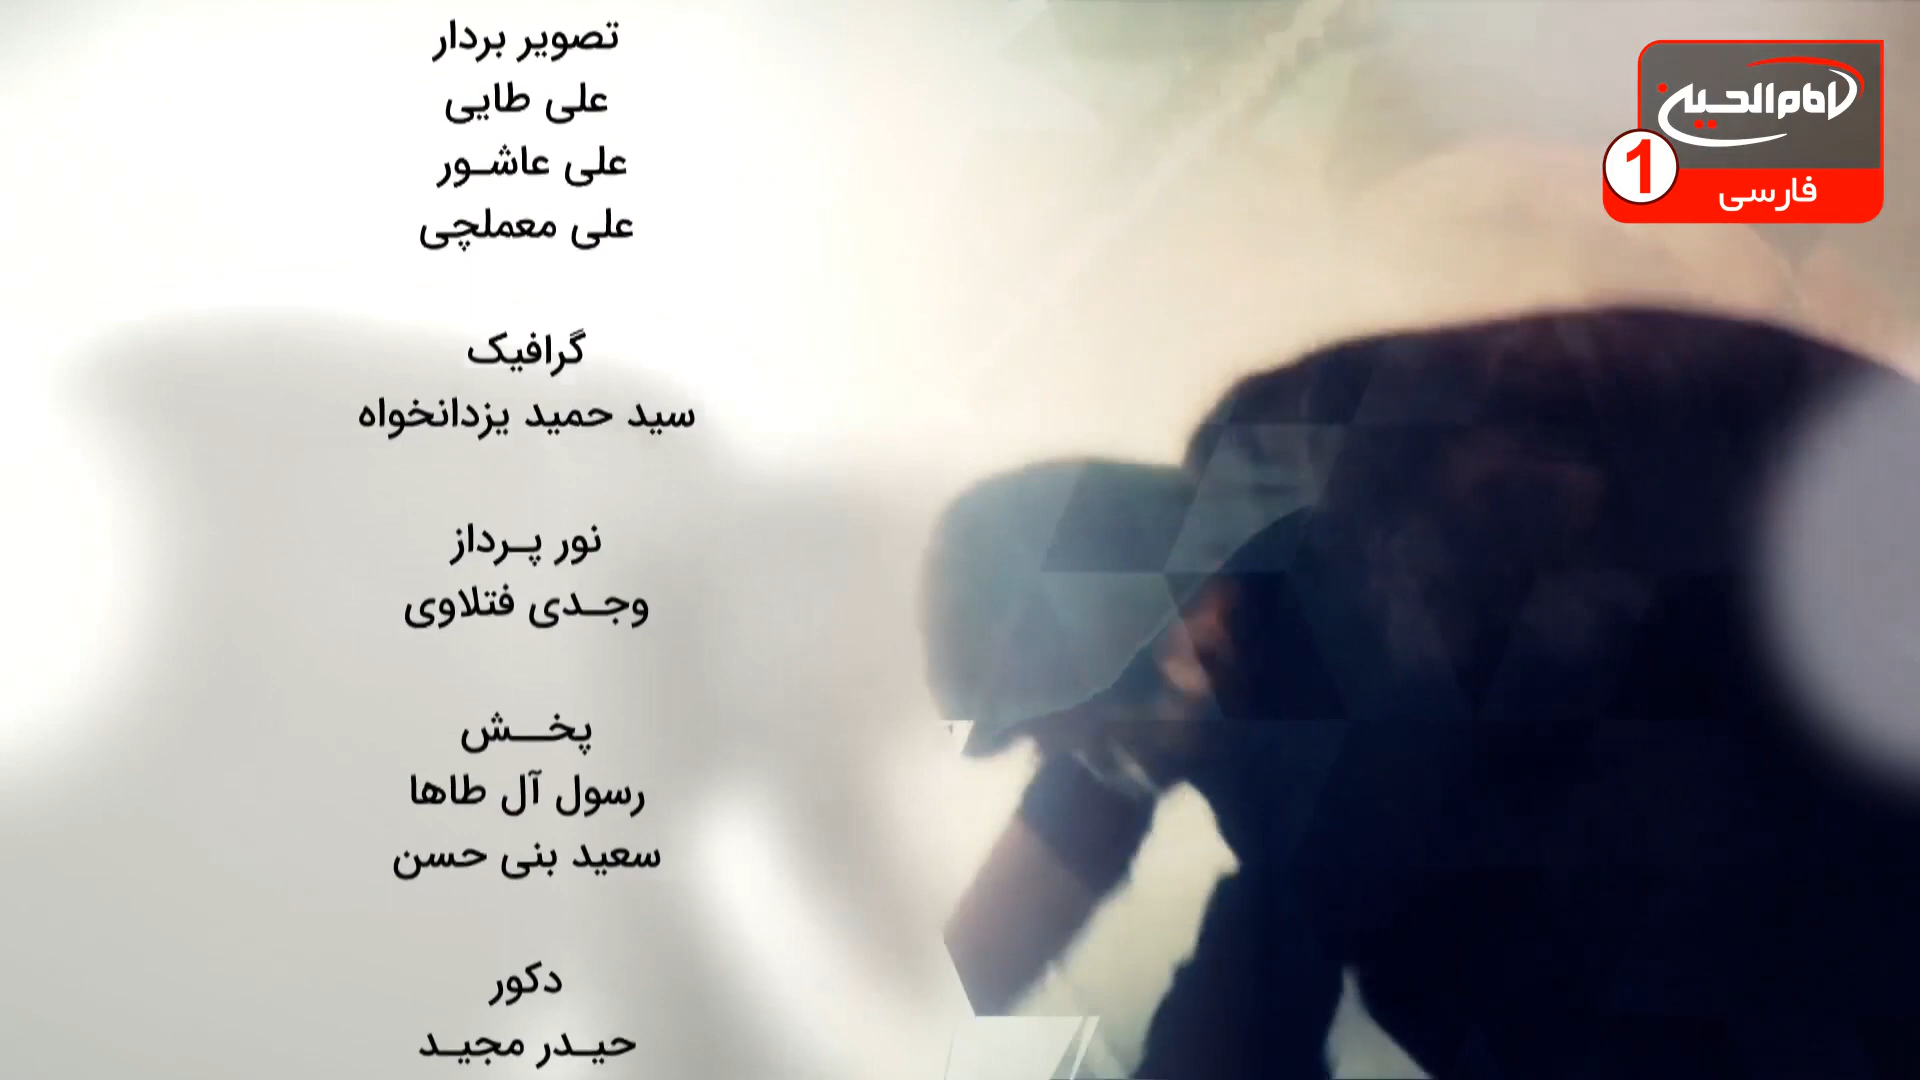 تصویر بردار
علی طایی
علی عاشـور
علی معملچی
گرافیک
سید حمید یزدانخواه
نور پـرداز
وجـدی فتلاوی
پخـــش
رسول آل طاها
سعید بنی حسن
دکور
حیـدر مجیـد
امام الحسین
1
فارسی